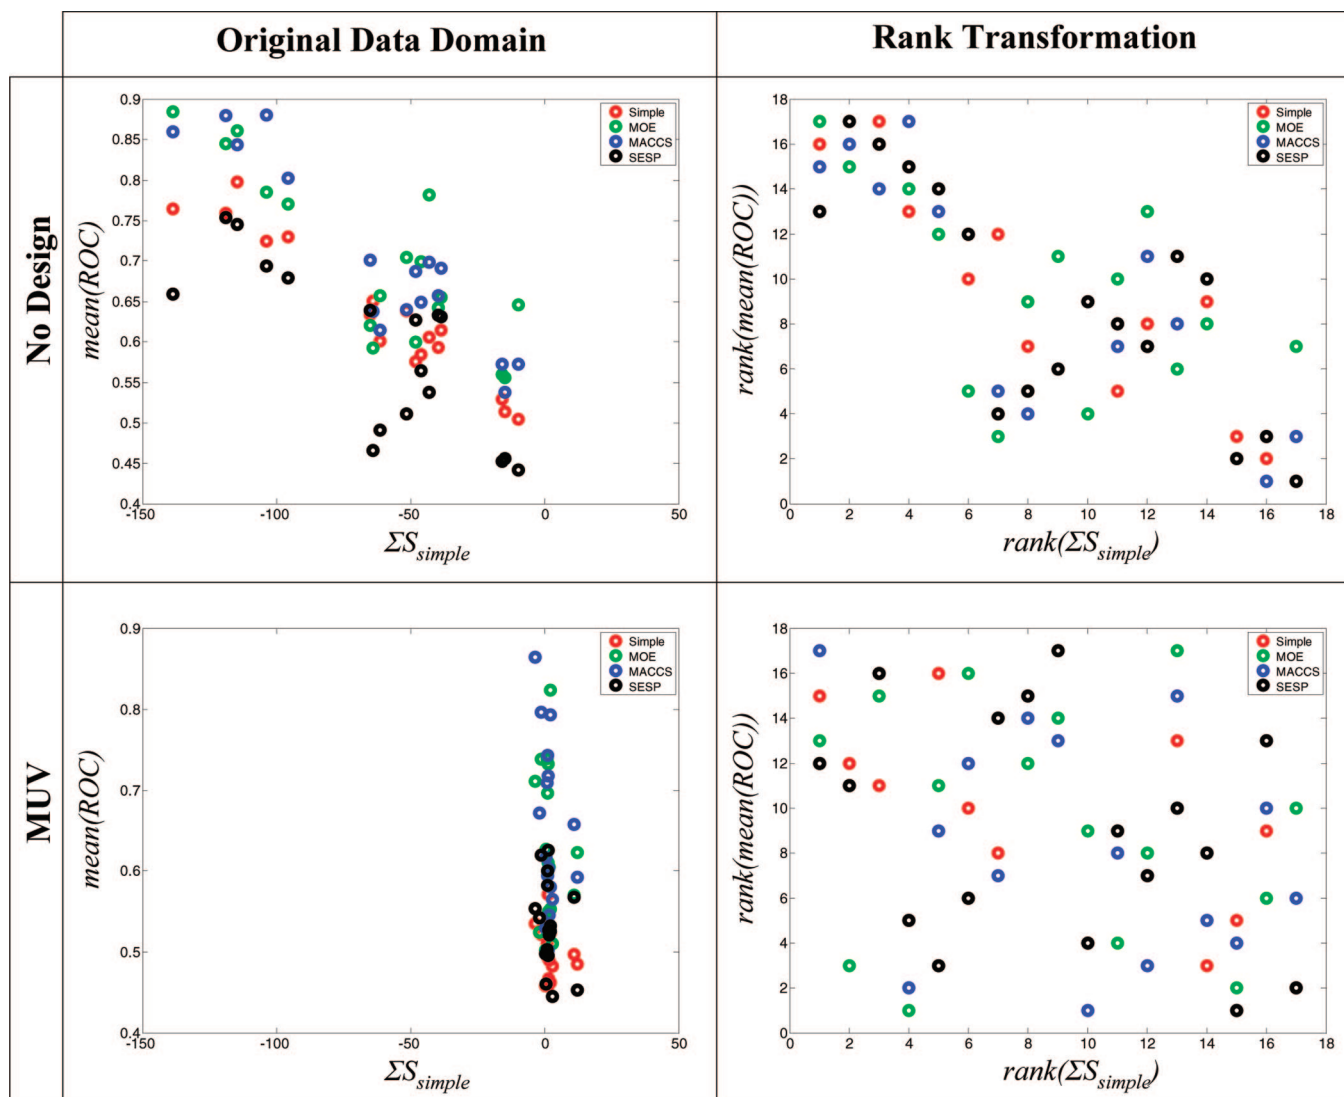 Original Data Domain
Rank Transformation
No Design
mean(ROC)
0.9
0.85
0.8
0.75
0.7
0.65
0.6
0.55
0.5
0.45
0.4
-150
-100
-50
0
50
ΣS_simple
Simple
MOE
MACCS
SESP
rank(mean(ROC))
18
16
14
12
10
8
6
4
2
0
0
2
4
6
8
10
12
14
16
18
rank(ΣS_simple)
Simple
MOE
MACCS
SESP
MUV
mean(ROC)
0.9
0.8
0.7
0.6
0.5
0.4
-150
-100
-50
0
50
ΣS_simple
Simple
MOE
MACCS
SESP
rank(mean(ROC))
18
16
14
12
10
8
6
4
2
0
0
2
4
6
8
10
12
14
16
18
rank(ΣS_simple)
Simple
MOE
MACCS
SESP